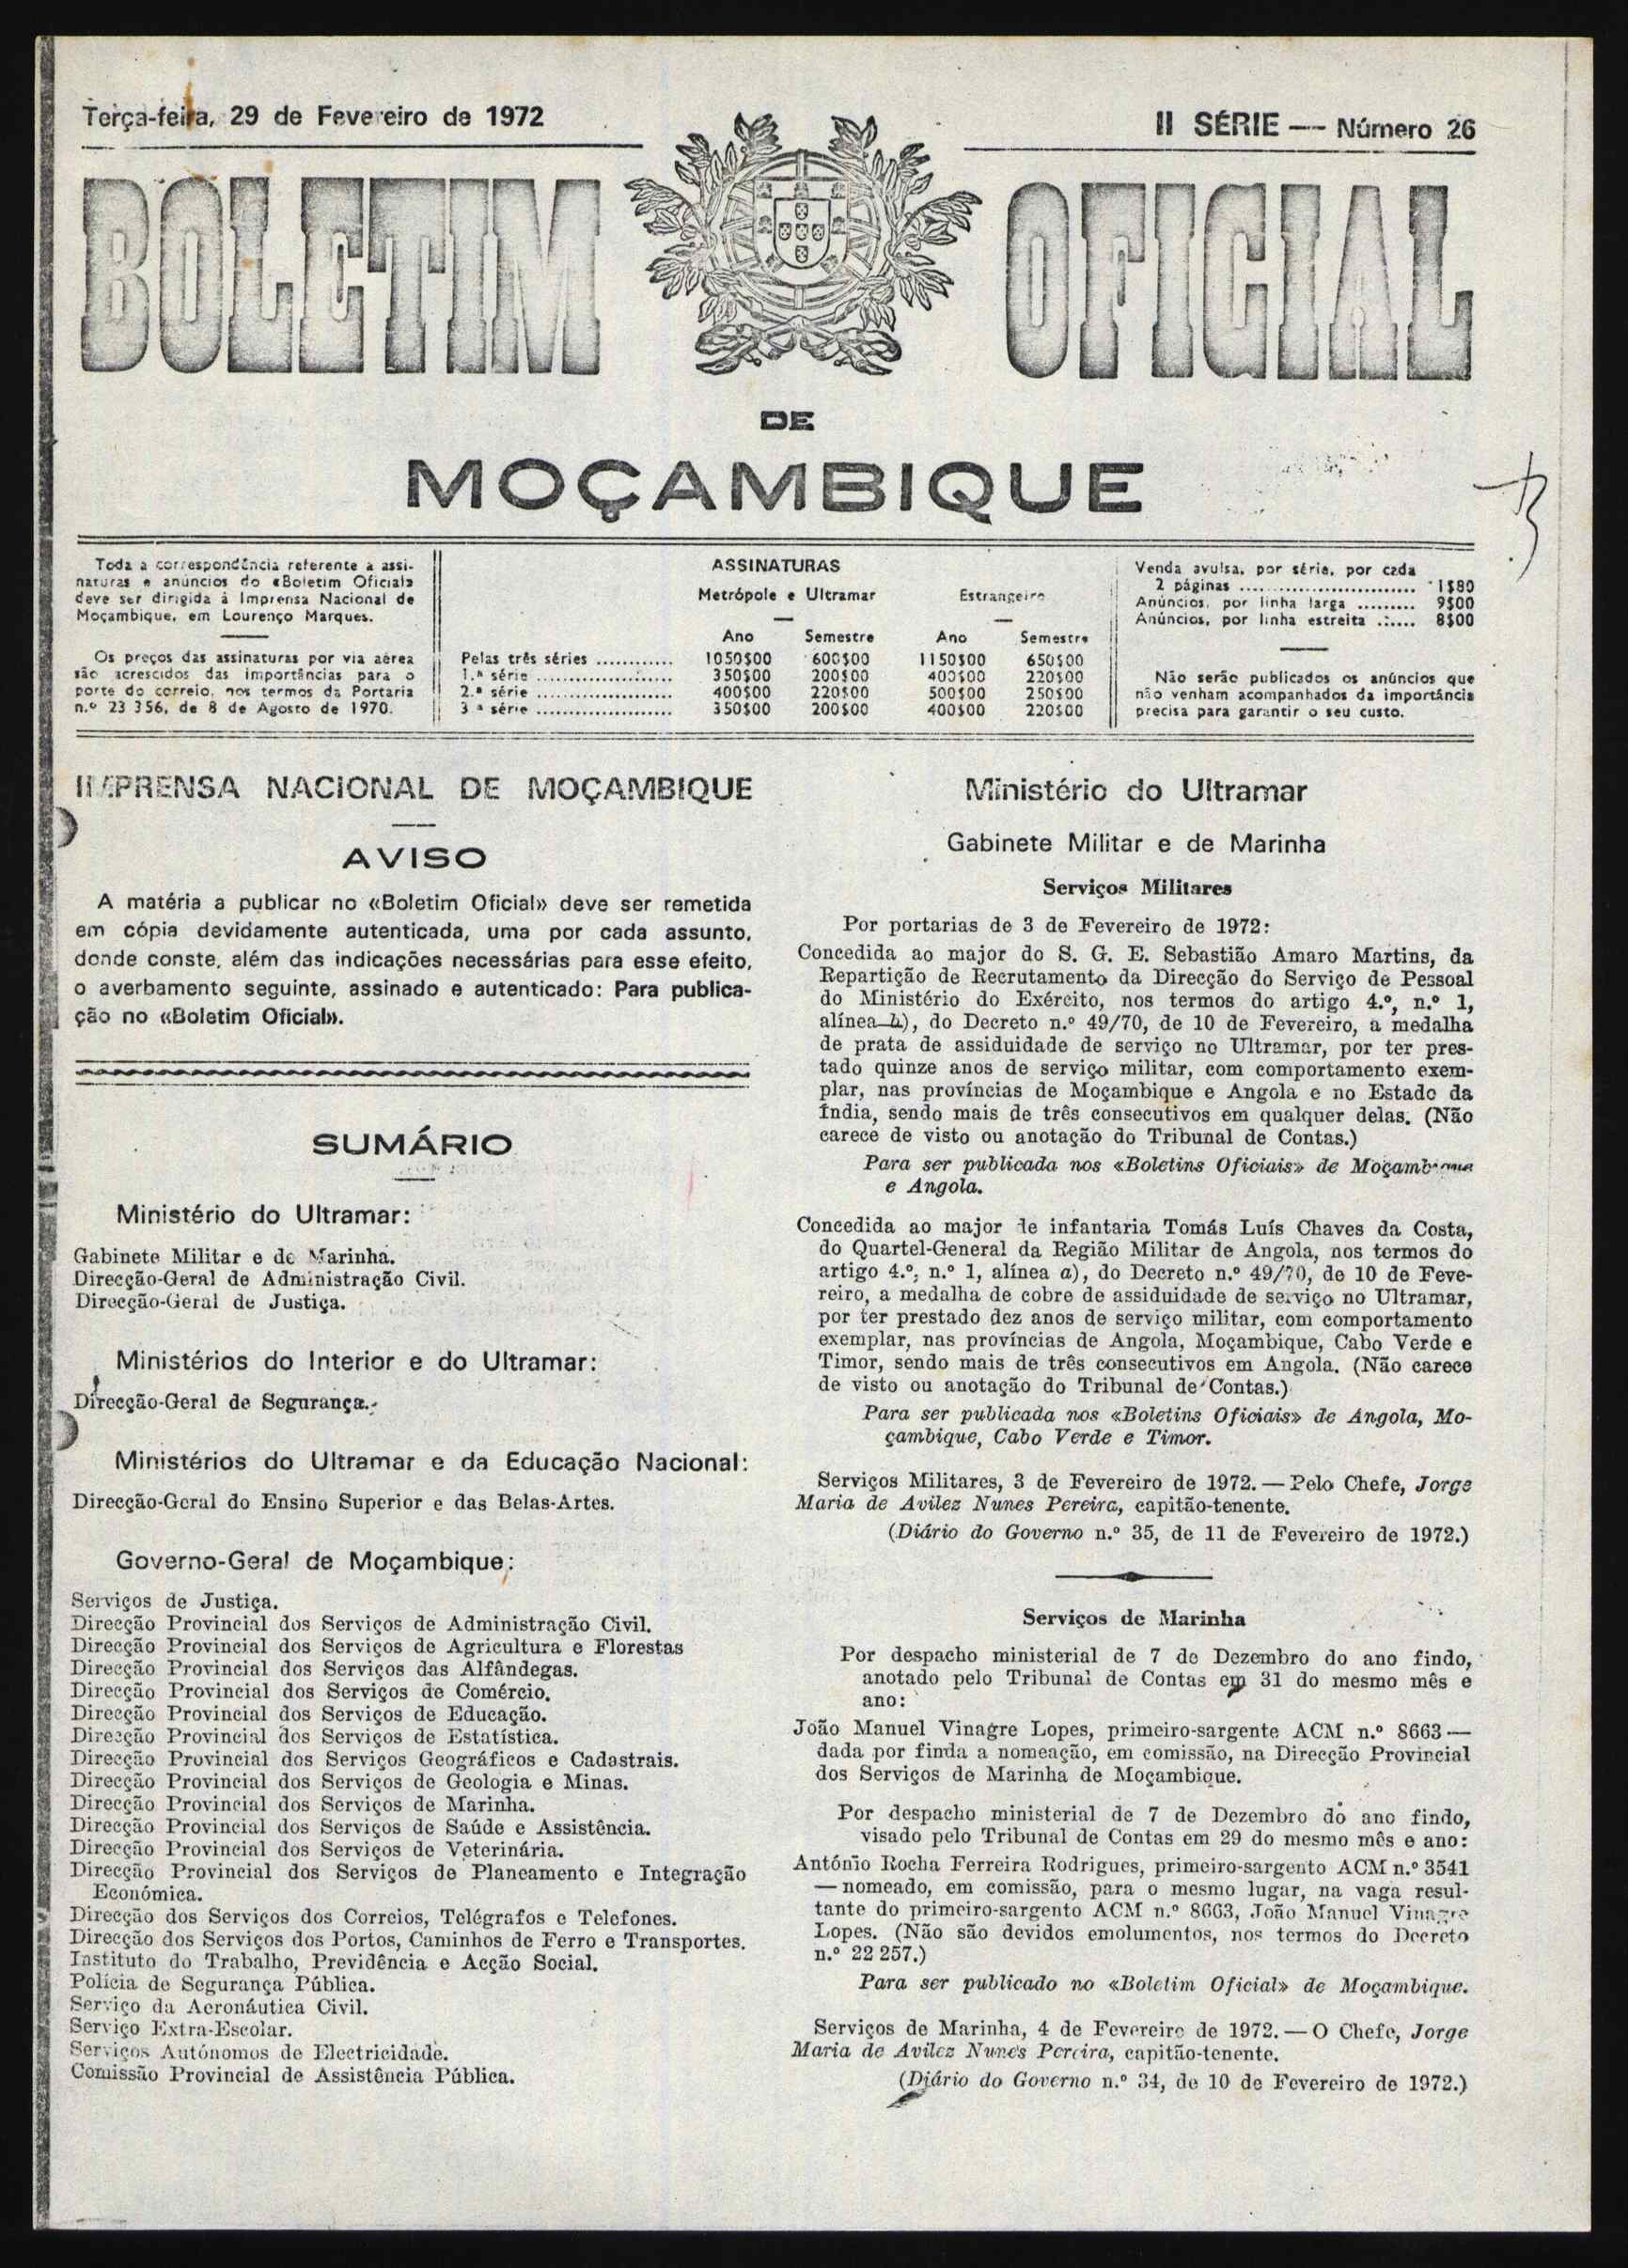 Terça-feira, 29 de Fevereiro de 1972
II SÉRIE — Número 26
BOLETIM OFICIAL
DE
MOÇAMBIQUE
Toda a correspondência referente a assi-
naturas e anúncios do «Boletim Oficial»
deve ser dirigida à Imprensa Nacional de
Moçambique, em Lourenço Marques.
Os preços das assinaturas por via aérea
são acrescidos das importâncias para o
porte do correio, nos termos da Portaria
n.º 23 356, de 8 de Agosto de 1970.
ASSINATURAS
Metrópole e Ultramar Estrangeiro
Ano Semestre Ano Semestre
Pelas três séries ............ 1050$00 600$00 1150$00 650$00
1.ª série ..................... 350$00 200$00 400$00 220$00
2.ª série ..................... 400$00 220$00 500$00 250$00
3.ª série ..................... 350$00 200$00 400$00 220$00
Venda avulsa, por série, por cada
2 páginas .......................... 1$80
Anúncios, por linha larga ......... 9$00
Anúncios, por linha estreita ...... 8$00
Não serão publicados os anúncios que
não venham acompanhados da importância
precisa para garantir o seu custo.
IMPRENSA NACIONAL DE MOÇAMBIQUE
AVISO
A matéria a publicar no «Boletim Oficial» deve ser remetida
em cópia devidamente autenticada, uma por cada assunto,
donde conste, além das indicações necessárias para esse efeito,
o averbamento seguinte, assinado e autenticado: Para publica-
ção no «Boletim Oficial».
SUMÁRIO
Ministério do Ultramar:
Gabinete Militar e de Marinha.
Direcção-Geral de Administração Civil.
Direcção-Geral de Justiça.
Ministérios do Interior e do Ultramar:
Direcção-Geral de Segurança.
Ministérios do Ultramar e da Educação Nacional:
Direcção-Geral do Ensino Superior e das Belas-Artes.
Governo-Geral de Moçambique:
Serviços de Justiça.
Direcção Provincial dos Serviços de Administração Civil.
Direcção Provincial dos Serviços de Agricultura e Florestas
Direcção Provincial dos Serviços das Alfândegas.
Direcção Provincial dos Serviços de Comércio.
Direcção Provincial dos Serviços de Educação.
Direcção Provincial dos Serviços de Estatística.
Direcção Provincial dos Serviços Geográficos e Cadastrais.
Direcção Provincial dos Serviços de Geologia e Minas.
Direcção Provincial dos Serviços de Marinha.
Direcção Provincial dos Serviços de Saúde e Assistência.
Direcção Provincial dos Serviços de Veterinária.
Direcção Provincial dos Serviços de Planeamento e Integração
Económica.
Direcção dos Serviços dos Correios, Telégrafos e Telefones.
Direcção dos Serviços dos Portos, Caminhos de Ferro e Transportes.
Instituto do Trabalho, Previdência e Acção Social.
Polícia de Segurança Pública.
Serviço da Aeronáutica Civil.
Serviço Extra-Escolar.
Serviços Autónomos de Electricidade.
Comissão Provincial de Assistência Pública.
Ministério do Ultramar
Gabinete Militar e de Marinha
Serviços Militares
Por portarias de 3 de Fevereiro de 1972:
Concedida ao major do S. G. E. Sebastião Amaro Martins, da
Repartição de Recrutamento da Direcção do Serviço de Pessoal
do Ministério do Exército, nos termos do artigo 4.º, n.º 1,
alínea b), do Decreto n.º 49/70, de 10 de Fevereiro, a medalha
de prata de assiduidade de serviço no Ultramar, por ter pres-
tado quinze anos de serviço militar, com comportamento exem-
plar, nas províncias de Moçambique e Angola e no Estado da
Índia, sendo mais de três consecutivos em qualquer delas. (Não
carece de visto ou anotação do Tribunal de Contas.)
Para ser publicada nos «Boletins Oficiais» de Moçambique
e Angola.
Concedida ao major de infantaria Tomás Luís Chaves da Costa,
do Quartel-General da Região Militar de Angola, nos termos do
artigo 4.º, n.º 1, alínea a), do Decreto n.º 49/70, de 10 de Feve-
reiro, a medalha de cobre de assiduidade de serviço no Ultramar,
por ter prestado dez anos de serviço militar, com comportamento
exemplar, nas províncias de Angola, Moçambique, Cabo Verde e
Timor, sendo mais de três consecutivos em Angola. (Não carece
de visto ou anotação do Tribunal de Contas.)
Para ser publicada nos «Boletins Oficiais» de Angola, Mo-
çambique, Cabo Verde e Timor.
Serviços Militares, 3 de Fevereiro de 1972. — Pelo Chefe, Jorge
Maria de Avilez Nunes Pereira, capitão-tenente.
(Diário do Governo n.º 35, de 11 de Fevereiro de 1972.)
Serviços de Marinha
Por despacho ministerial de 7 de Dezembro do ano findo,
anotado pelo Tribunal de Contas em 31 do mesmo mês e
ano:
João Manuel Vinagre Lopes, primeiro-sargente ACM n.º 8663 —
dada por finda a nomeação, em comissão, na Direcção Provincial
dos Serviços de Marinha de Moçambique.
Por despacho ministerial de 7 de Dezembro do ano findo,
visado pelo Tribunal de Contas em 29 do mesmo mês e ano:
António Rocha Ferreira Rodrigues, primeiro-sargento ACM n.º 3541
— nomeado, em comissão, para o mesmo lugar, na vaga resul-
tante do primeiro-sargento ACM n.º 8663, João Manuel Vinagre
Lopes. (Não são devidos emolumentos, nos termos do Decreto
n.º 22 257.)
Para ser publicado no «Boletim Oficial» de Moçambique.
Serviços de Marinha, 4 de Fevereiro de 1972. — O Chefe, Jorge
Maria de Avilez Nunes Pereira, capitão-tenente.
(Diário do Governo n.º 34, de 10 de Fevereiro de 1972.)